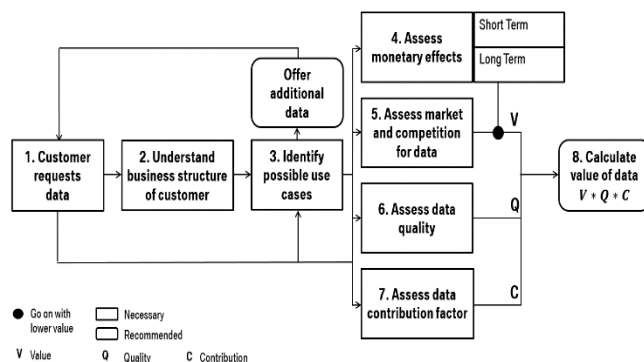 Short Term
4. Assess
monetary effects
Long Term
Offer
additional
data
5. Assess market
and competition
for data
V
1. Customer
requests
data
2. Understand
business structure
of customer
3. Identify
possible use
cases
8. Calculate
value of data
V * Q * C
6. Assess data
quality
Q
7. Assess data
contribution factor
C
Go on with
lower value
Necessary
Recommended
V Value
Q Quality
C Contribution